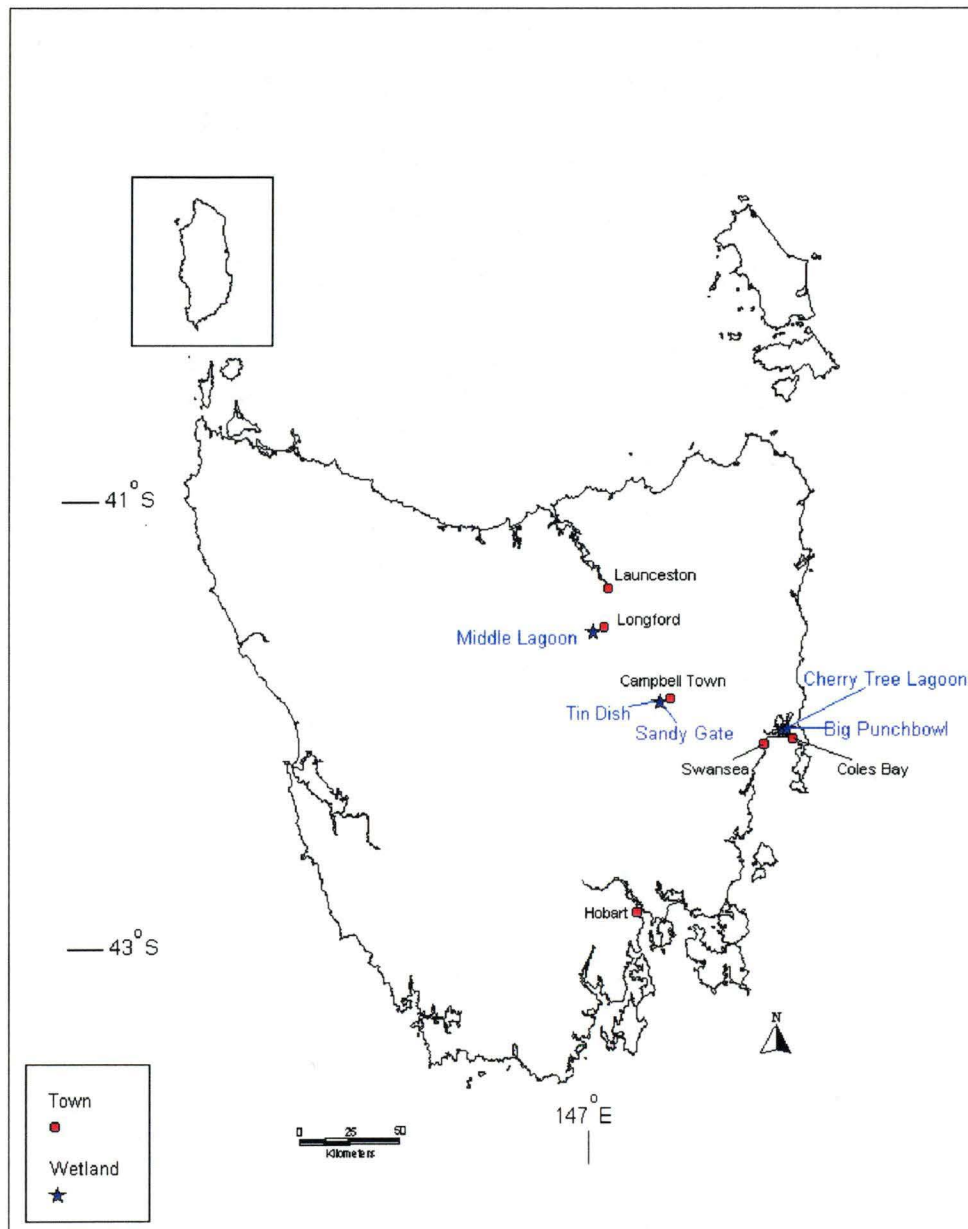 41°S
Launceston
Longford
Middle Lagoon
Campbell Town
Cherry Tree Lagoon
Tin Dish
Sandy Gate
Big Punchbowl
Swansea
Coles Bay
Hobart
43°S
N
Town
Wetland
0 25 50
Kilometers
147°E